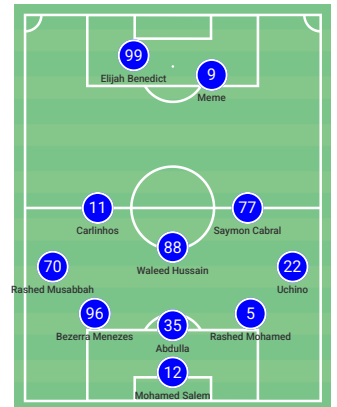 99
Elijah Benedict
9
Meme
11
Carlinhos
77
Saymon Cabral
88
Waleed Hussain
70
Rashed Musabbah
22
Uchino
96
Bezerra Menezes
35
Abdulla
5
Rashed Mohamed
12
Mohamed Salem